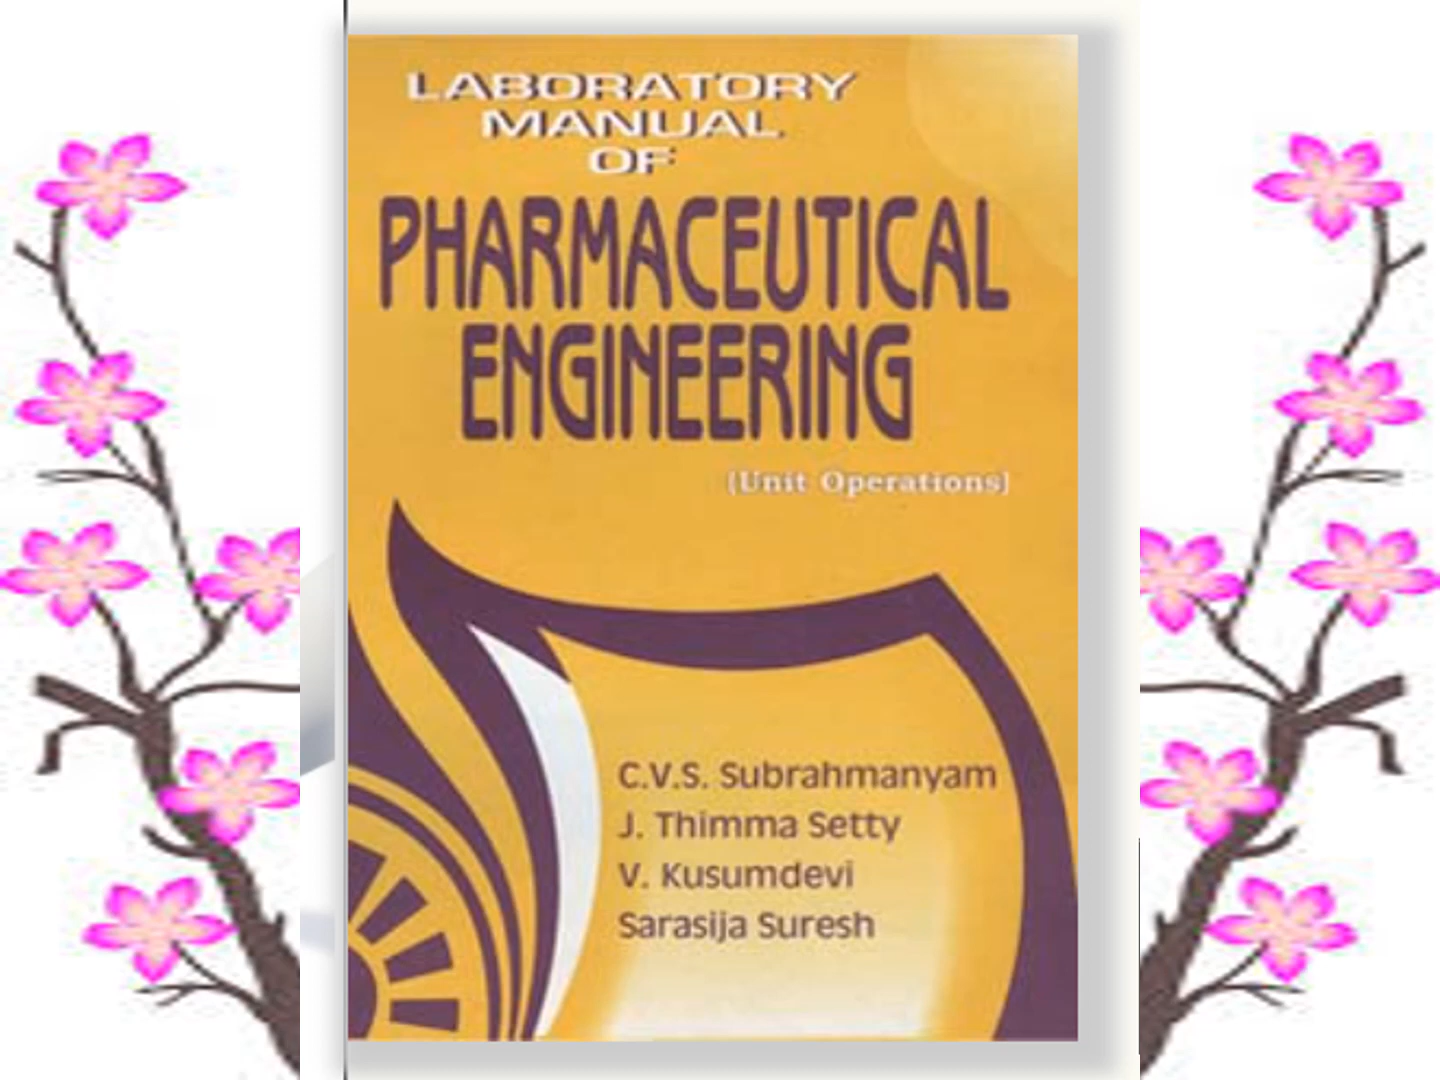 LABORATORY
MANUAL
OF
PHARMACEUTICAL
ENGINEERING
(Unit Operations)
C.V.S. Subrahmanyam
J. Thimma Setty
V. Kusumdevi
Sarasija Suresh